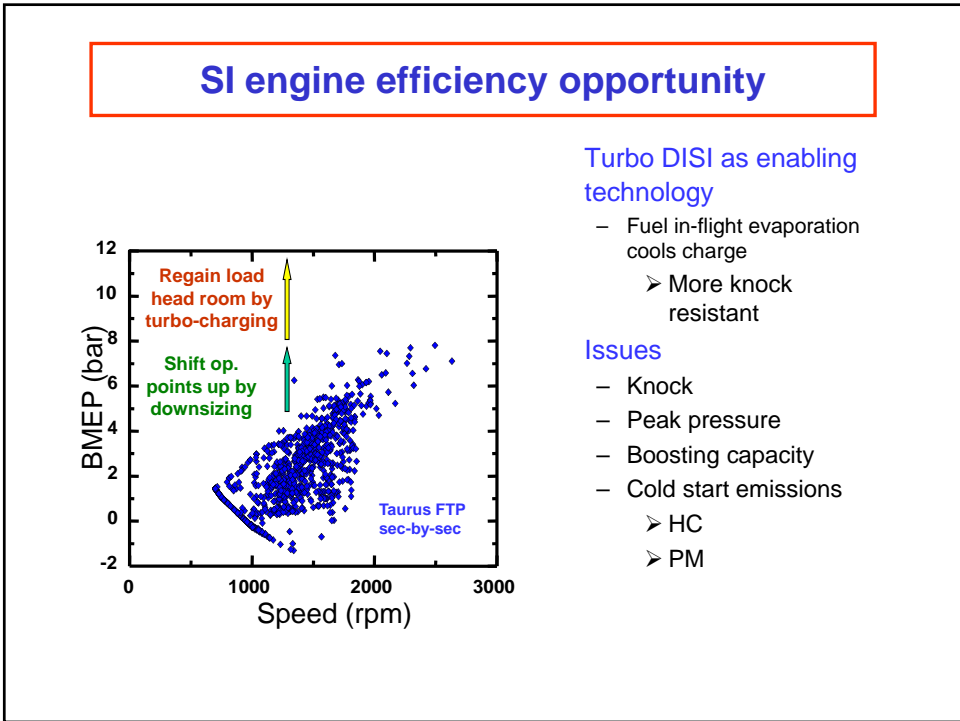 SI engine efficiency opportunity
Turbo DISI as enabling
technology
– Fuel in-flight evaporation
cools charge
➢ More knock
resistant
Issues
– Knock
– Peak pressure
– Boosting capacity
– Cold start emissions
➢ HC
➢ PM
BMEP (bar)
12
10
8
6
4
2
0
-2
Regain load
head room by
turbo-charging
Shift op.
points up by
downsizing
Taurus FTP
sec-by-sec
0 1000 2000 3000
Speed (rpm)